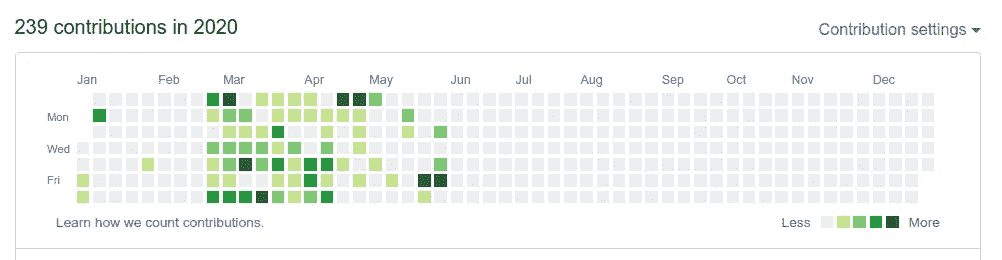 239 contributions in 2020
Contribution settings
Jan Feb Mar Apr May Jun Jul Aug Sep Oct Nov Dec
Mon
Wed
Fri
Learn how we count contributions.
Less More